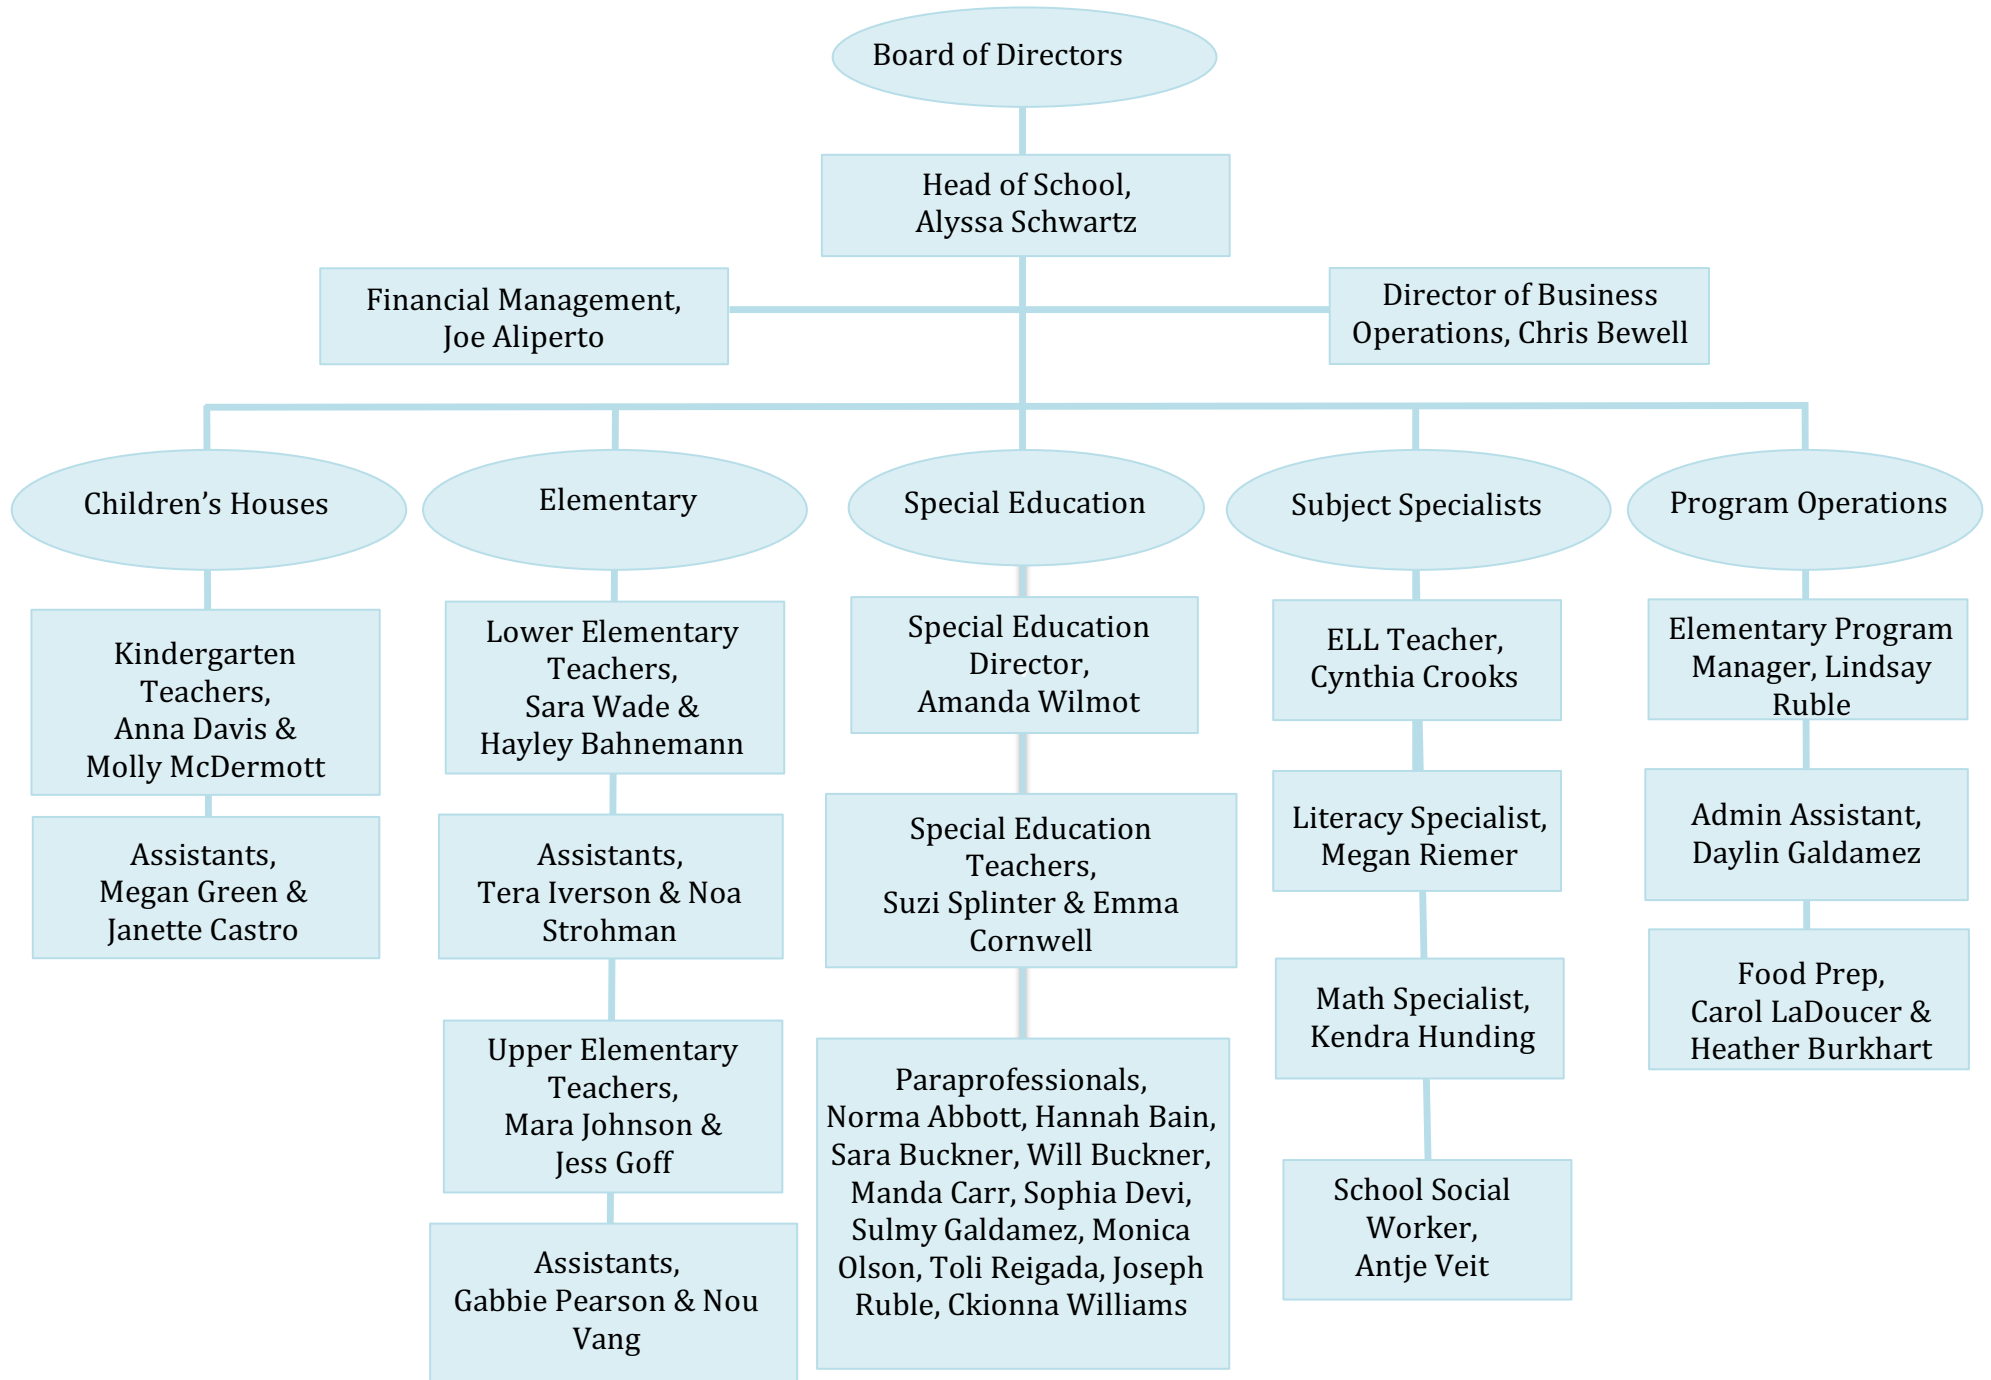 Board of Directors
Head of School,
Alyssa Schwartz
Financial Management,
Joe Aliperto
Director of Business
Operations, Chris Bewell
Children’s Houses
Elementary
Special Education
Subject Specialists
Program Operations
Kindergarten
Teachers,
Anna Davis &
Molly McDermott
Assistants,
Megan Green &
Janette Castro
Lower Elementary
Teachers,
Sara Wade &
Hayley Bahnemann
Assistants,
Tera Iverson & Noa
Strohman
Upper Elementary
Teachers,
Mara Johnson &
Jess Goff
Assistants,
Gabbie Pearson & Nou
Vang
Special Education
Director,
Amanda Wilmot
Special Education
Teachers,
Suzi Splinter & Emma
Cornwell
Paraprofessionals,
Norma Abbott, Hannah Bain,
Sara Buckner, Will Buckner,
Manda Carr, Sophia Devi,
Sulmy Galdamez, Monica
Olson, Toli Reigada, Joseph
Ruble, Ckionna Williams
ELL Teacher,
Cynthia Crooks
Literacy Specialist,
Megan Riemer
Math Specialist,
Kendra Hunding
School Social
Worker,
Antje Veit
Elementary Program
Manager, Lindsay
Ruble
Admin Assistant,
Daylin Galdamez
Food Prep,
Carol LaDoucer &
Heather Burkhart